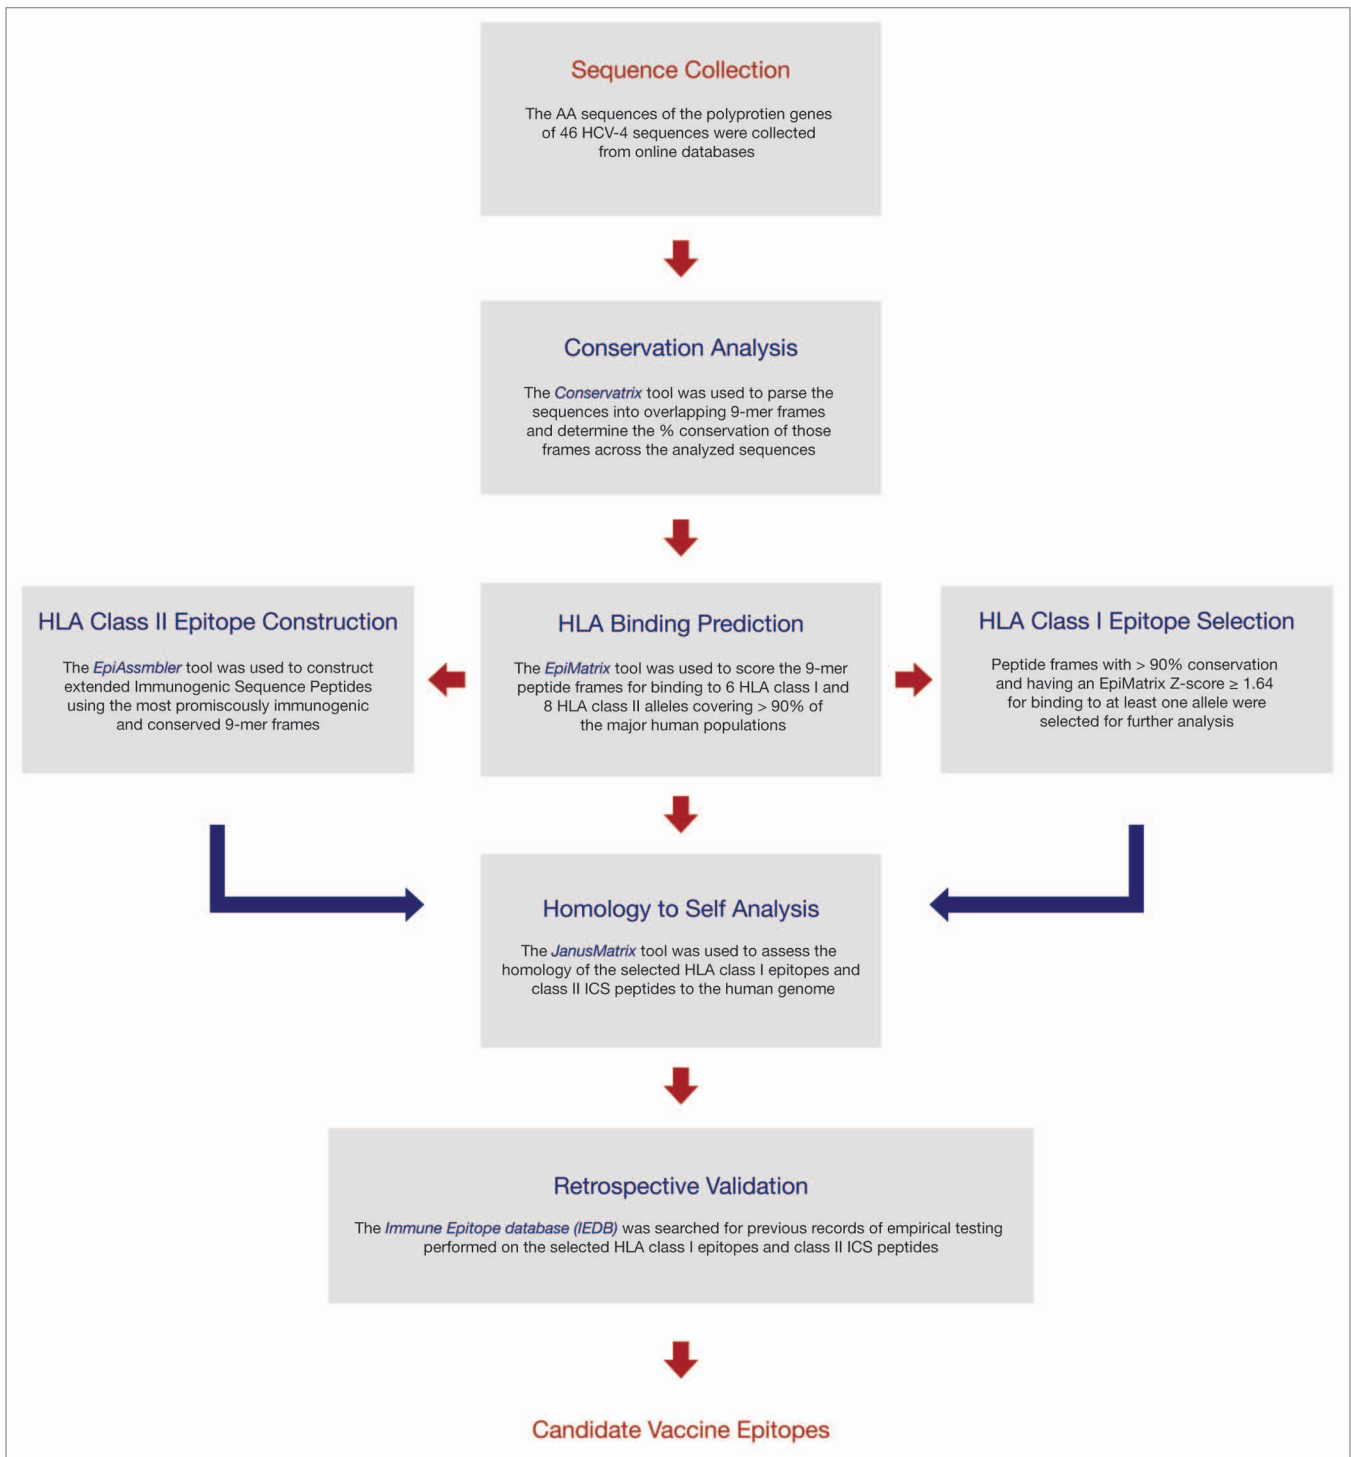 Sequence Collection
The AA sequences of the polyprotien genes
of 46 HCV-4 sequences were collected
from online databases
Conservation Analysis
The Conservatrix tool was used to parse the
sequences into overlapping 9-mer frames
and determine the % conservation of those
frames across the analyzed sequences
HLA Class II Epitope Construction
The EpiAssmbler tool was used to construct
extended Immunogenic Sequence Peptides
using the most promiscously immunogenic
and conserved 9-mer frames
HLA Binding Prediction
The EpiMatrix tool was used to score the 9-mer
peptide frames for binding to 6 HLA class I and
8 HLA class II alleles covering > 90% of
the major human populations
HLA Class I Epitope Selection
Peptide frames with > 90% conservation
and having an EpiMatrix Z-score ≥ 1.64
for binding to at least one allele were
selected for further analysis
Homology to Self Analysis
The JanusMatrix tool was used to assess the
homology of the selected HLA class I epitopes and
class II ICS peptides to the human genome
Retrospective Validation
The Immune Epitope database (IEDB) was searched for previous records of empirical testing
performed on the selected HLA class I epitopes and class II ICS peptides
Candidate Vaccine Epitopes